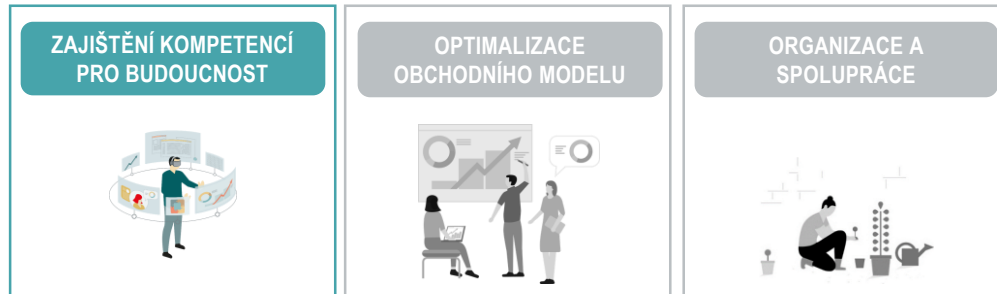 ZAJIŠTĚNÍ KOMPETENCÍ
PRO BUDOUCNOST
OPTIMALIZACE
OBCHODNÍHO MODELU
ORGANIZACE A
SPOLUPRÁCE